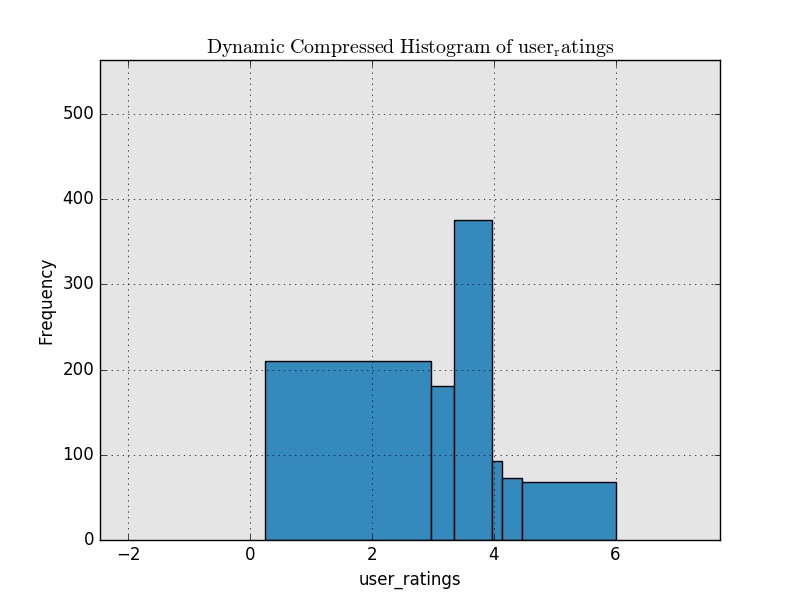 Dynamic Compressed Histogram of user_ratings
500
400
300
200
100
0
Frequency
−2 0 2 4 6
user_ratings